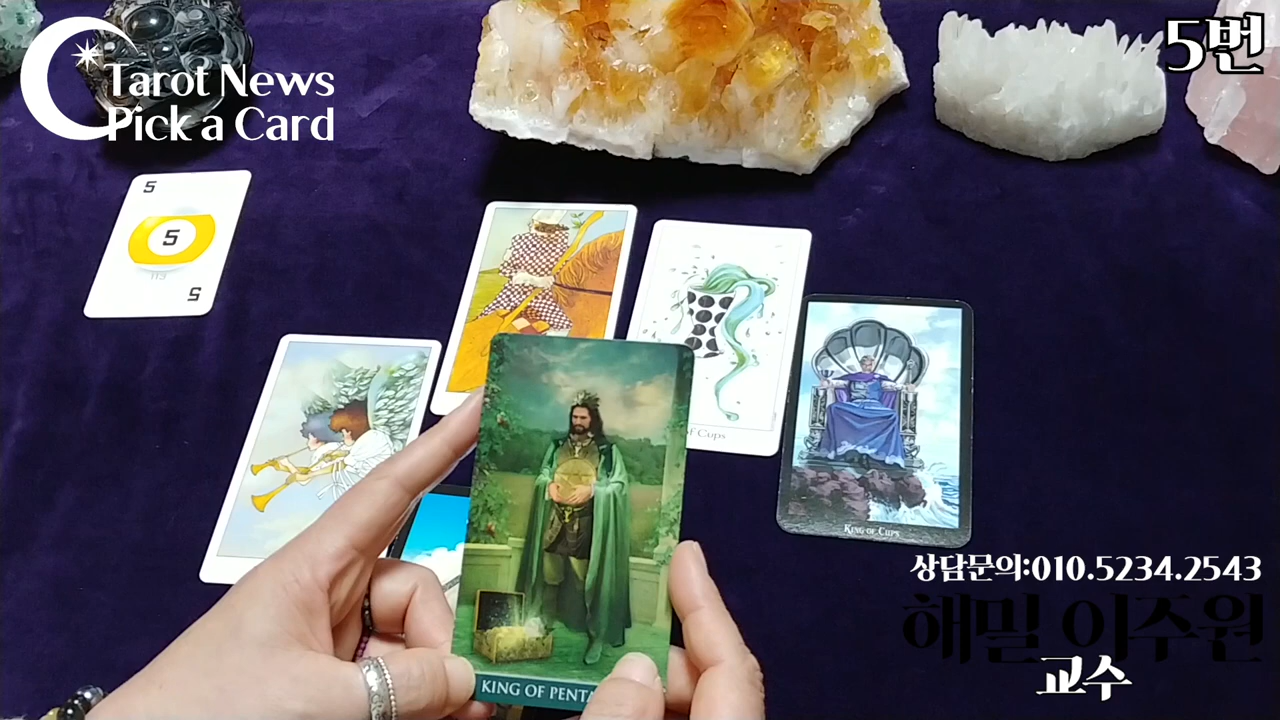 Tarot News
Pick a Card
5번
5
5
113
5
of Cups
KING OF CUPS
KING OF PENTA
상담문의:010.5234.2543
해밀 이주원
교수